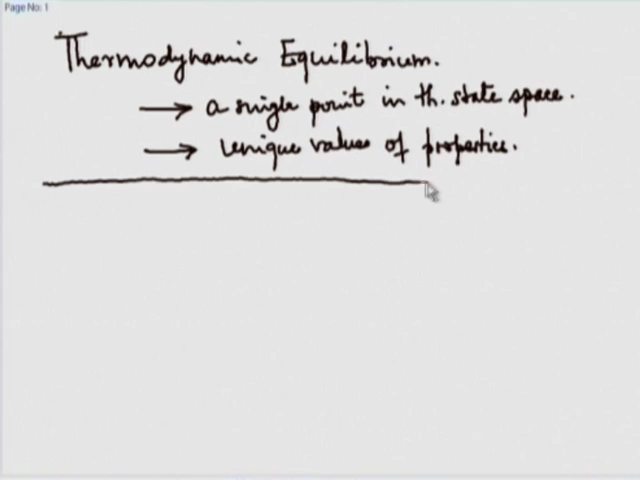 Page No: 1
Thermodynamic Equilibrium.
→ a single point in th. state space.
→ unique values of properties.